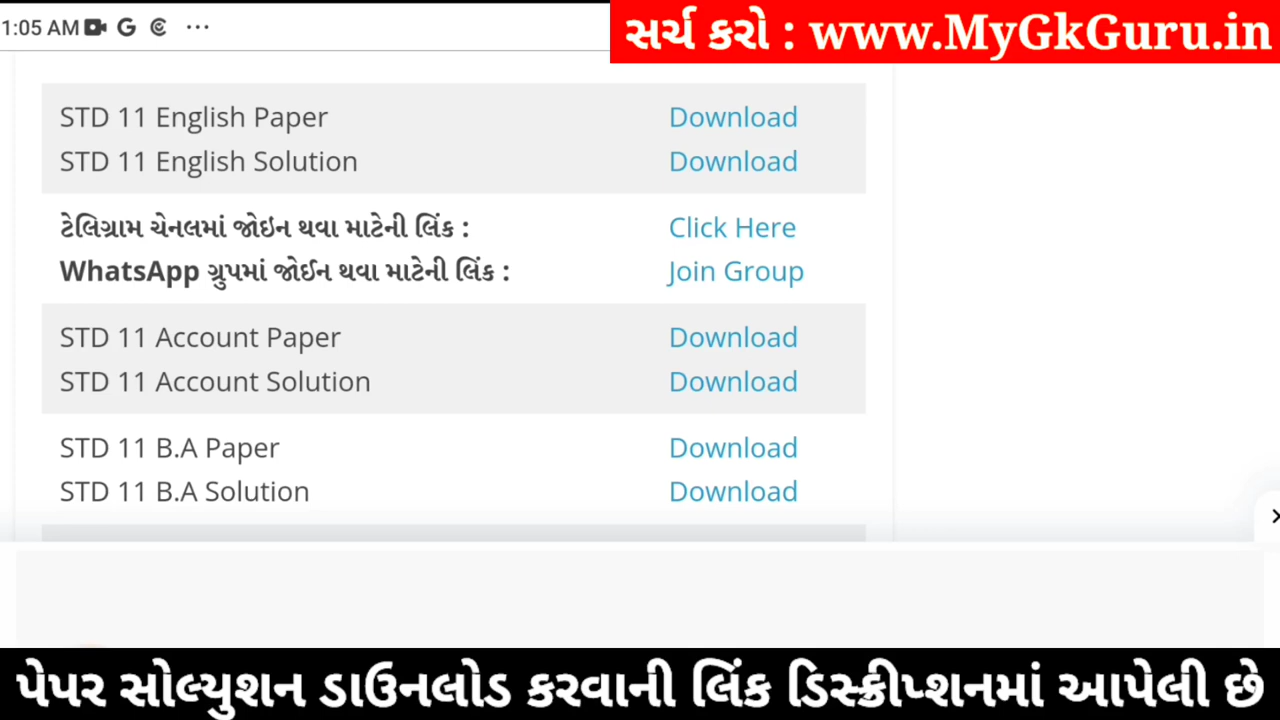 1:05 AM
સર્ચ કરો : www.MyGkGuru.in
STD 11 English Paper Download
STD 11 English Solution Download
ટેલિગ્રામ ચેનલમાં જોઇન થવા માટેની લિંક : Click Here
WhatsApp ગ્રુપમાં જોઈન થવા માટેની લિંક : Join Group
STD 11 Account Paper Download
STD 11 Account Solution Download
STD 11 B.A Paper Download
STD 11 B.A Solution Download
પેપર સોલ્યુશન ડાઉનલોડ કરવાની લિંક ડિસ્ક્રીપ્શનમાં આપેલી છે